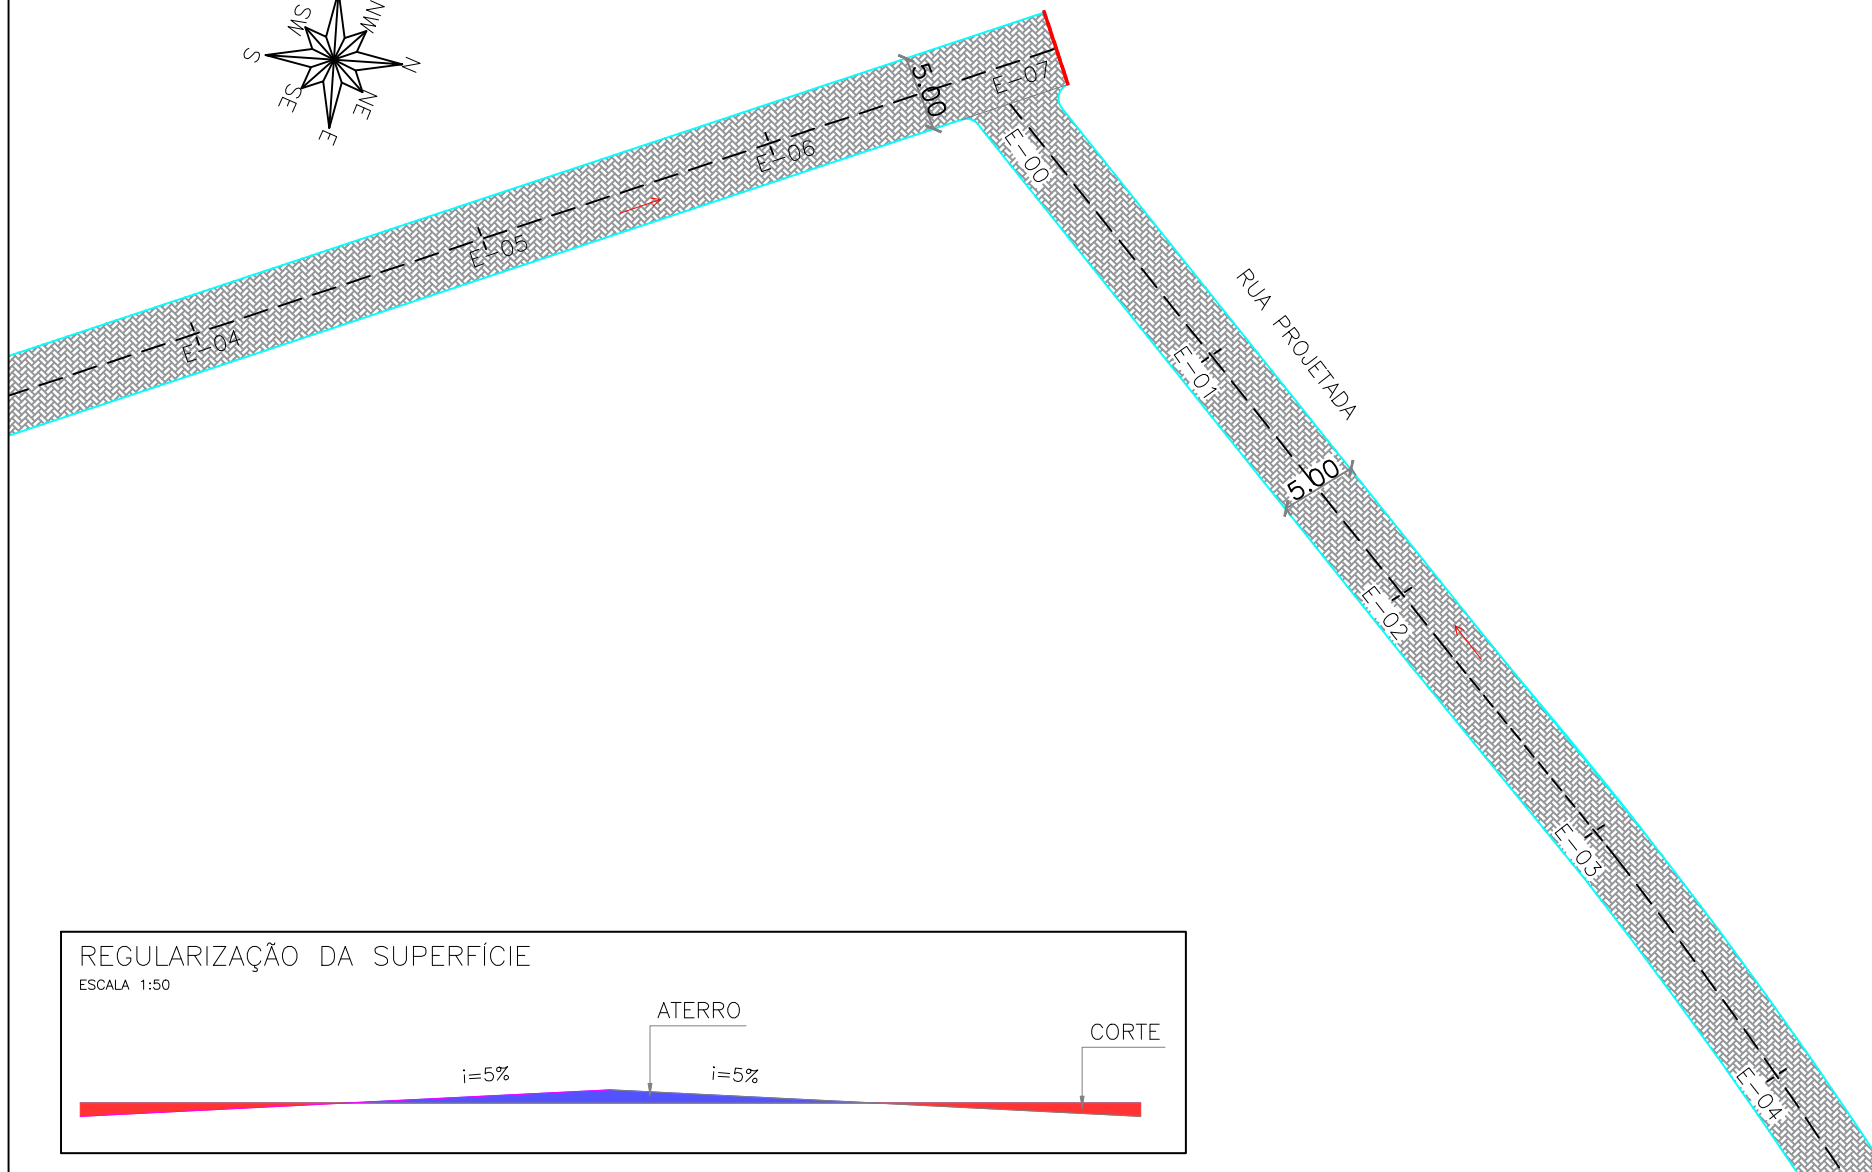 SW
NW
S
N
SE
NE
E
5.00
E-07
E-00
E-06
E-05
E-04
RUA PROJETADA
E-01
5.00
E-02
E-03
E-04
REGULARIZAÇÃO DA SUPERFÍCIE
ESCALA 1:50
ATERRO
CORTE
i=5%
i=5%